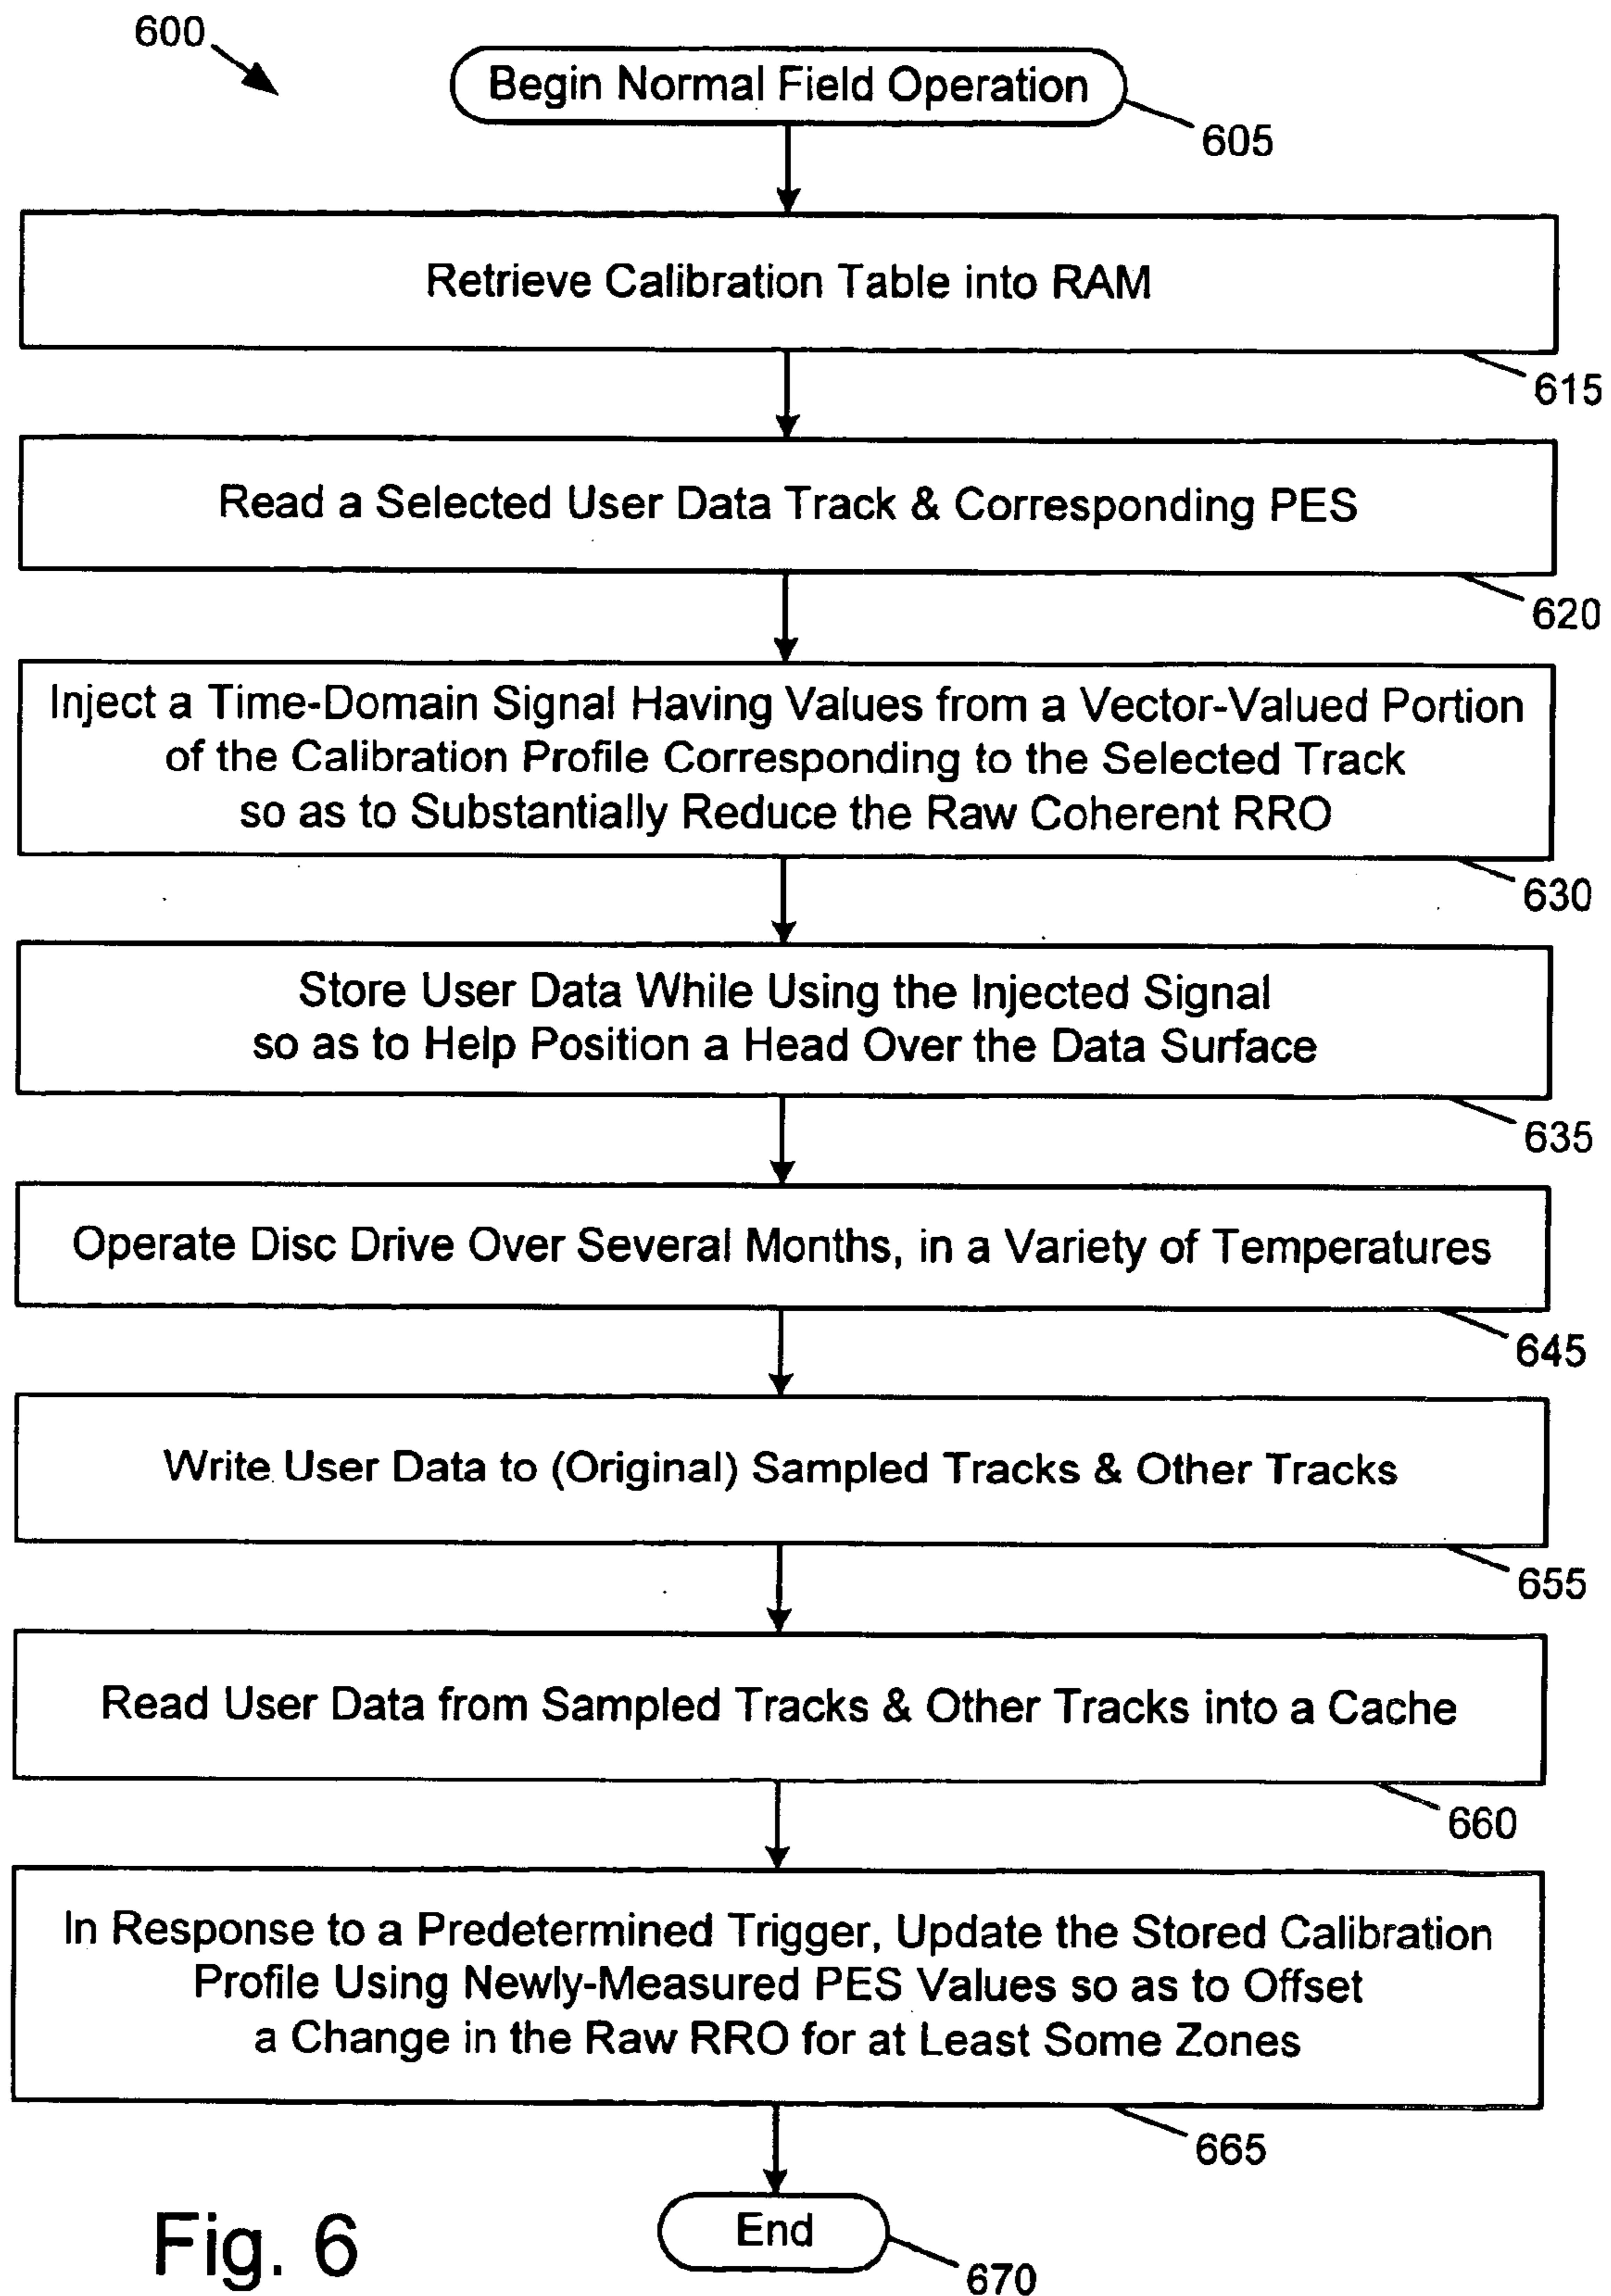 600
Begin Normal Field Operation
605
Retrieve Calibration Table into RAM
615
Read a Selected User Data Track & Corresponding PES
620
Inject a Time-Domain Signal Having Values from a Vector-Valued Portion
of the Calibration Profile Corresponding to the Selected Track
so as to Substantially Reduce the Raw Coherent RRO
630
Store User Data While Using the Injected Signal
so as to Help Position a Head Over the Data Surface
635
Operate Disc Drive Over Several Months, in a Variety of Temperatures
645
Write User Data to (Original) Sampled Tracks & Other Tracks
655
Read User Data from Sampled Tracks & Other Tracks into a Cache
660
In Response to a Predetermined Trigger, Update the Stored Calibration
Profile Using Newly-Measured PES Values so as to Offset
a Change in the Raw RRO for at Least Some Zones
665
End
670
Fig. 6